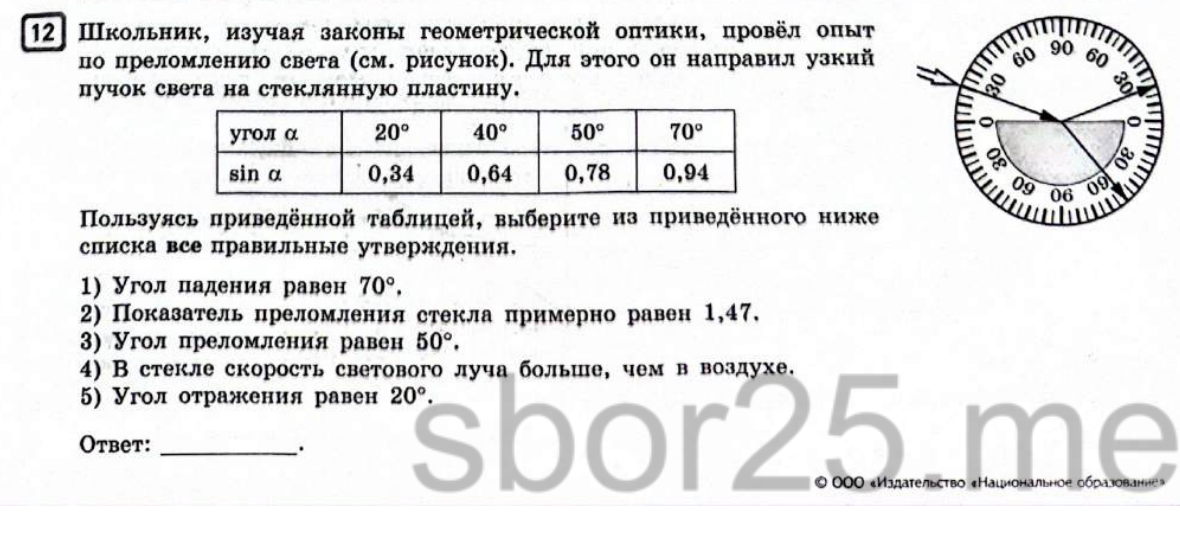 12 Школьник, изучая законы геометрической оптики, провёл опыт
по преломлению света (см. рисунок). Для этого он направил узкий
пучок света на стеклянную пластину.
угол α 20° 40° 50° 70°
sin α 0,34 0,64 0,78 0,94
90
60 60
30 30
0 0
30 30
60 60
90
Пользуясь приведённой таблицей, выберите из приведённого ниже
списка все правильные утверждения.
1) Угол падения равен 70°.
2) Показатель преломления стекла примерно равен 1,47.
3) Угол преломления равен 50°.
4) В стекле скорость светового луча больше, чем в воздухе.
5) Угол отражения равен 20°.
Ответ: ____________.
sbor25.me
© ООО «Издательство «Национальное образование»